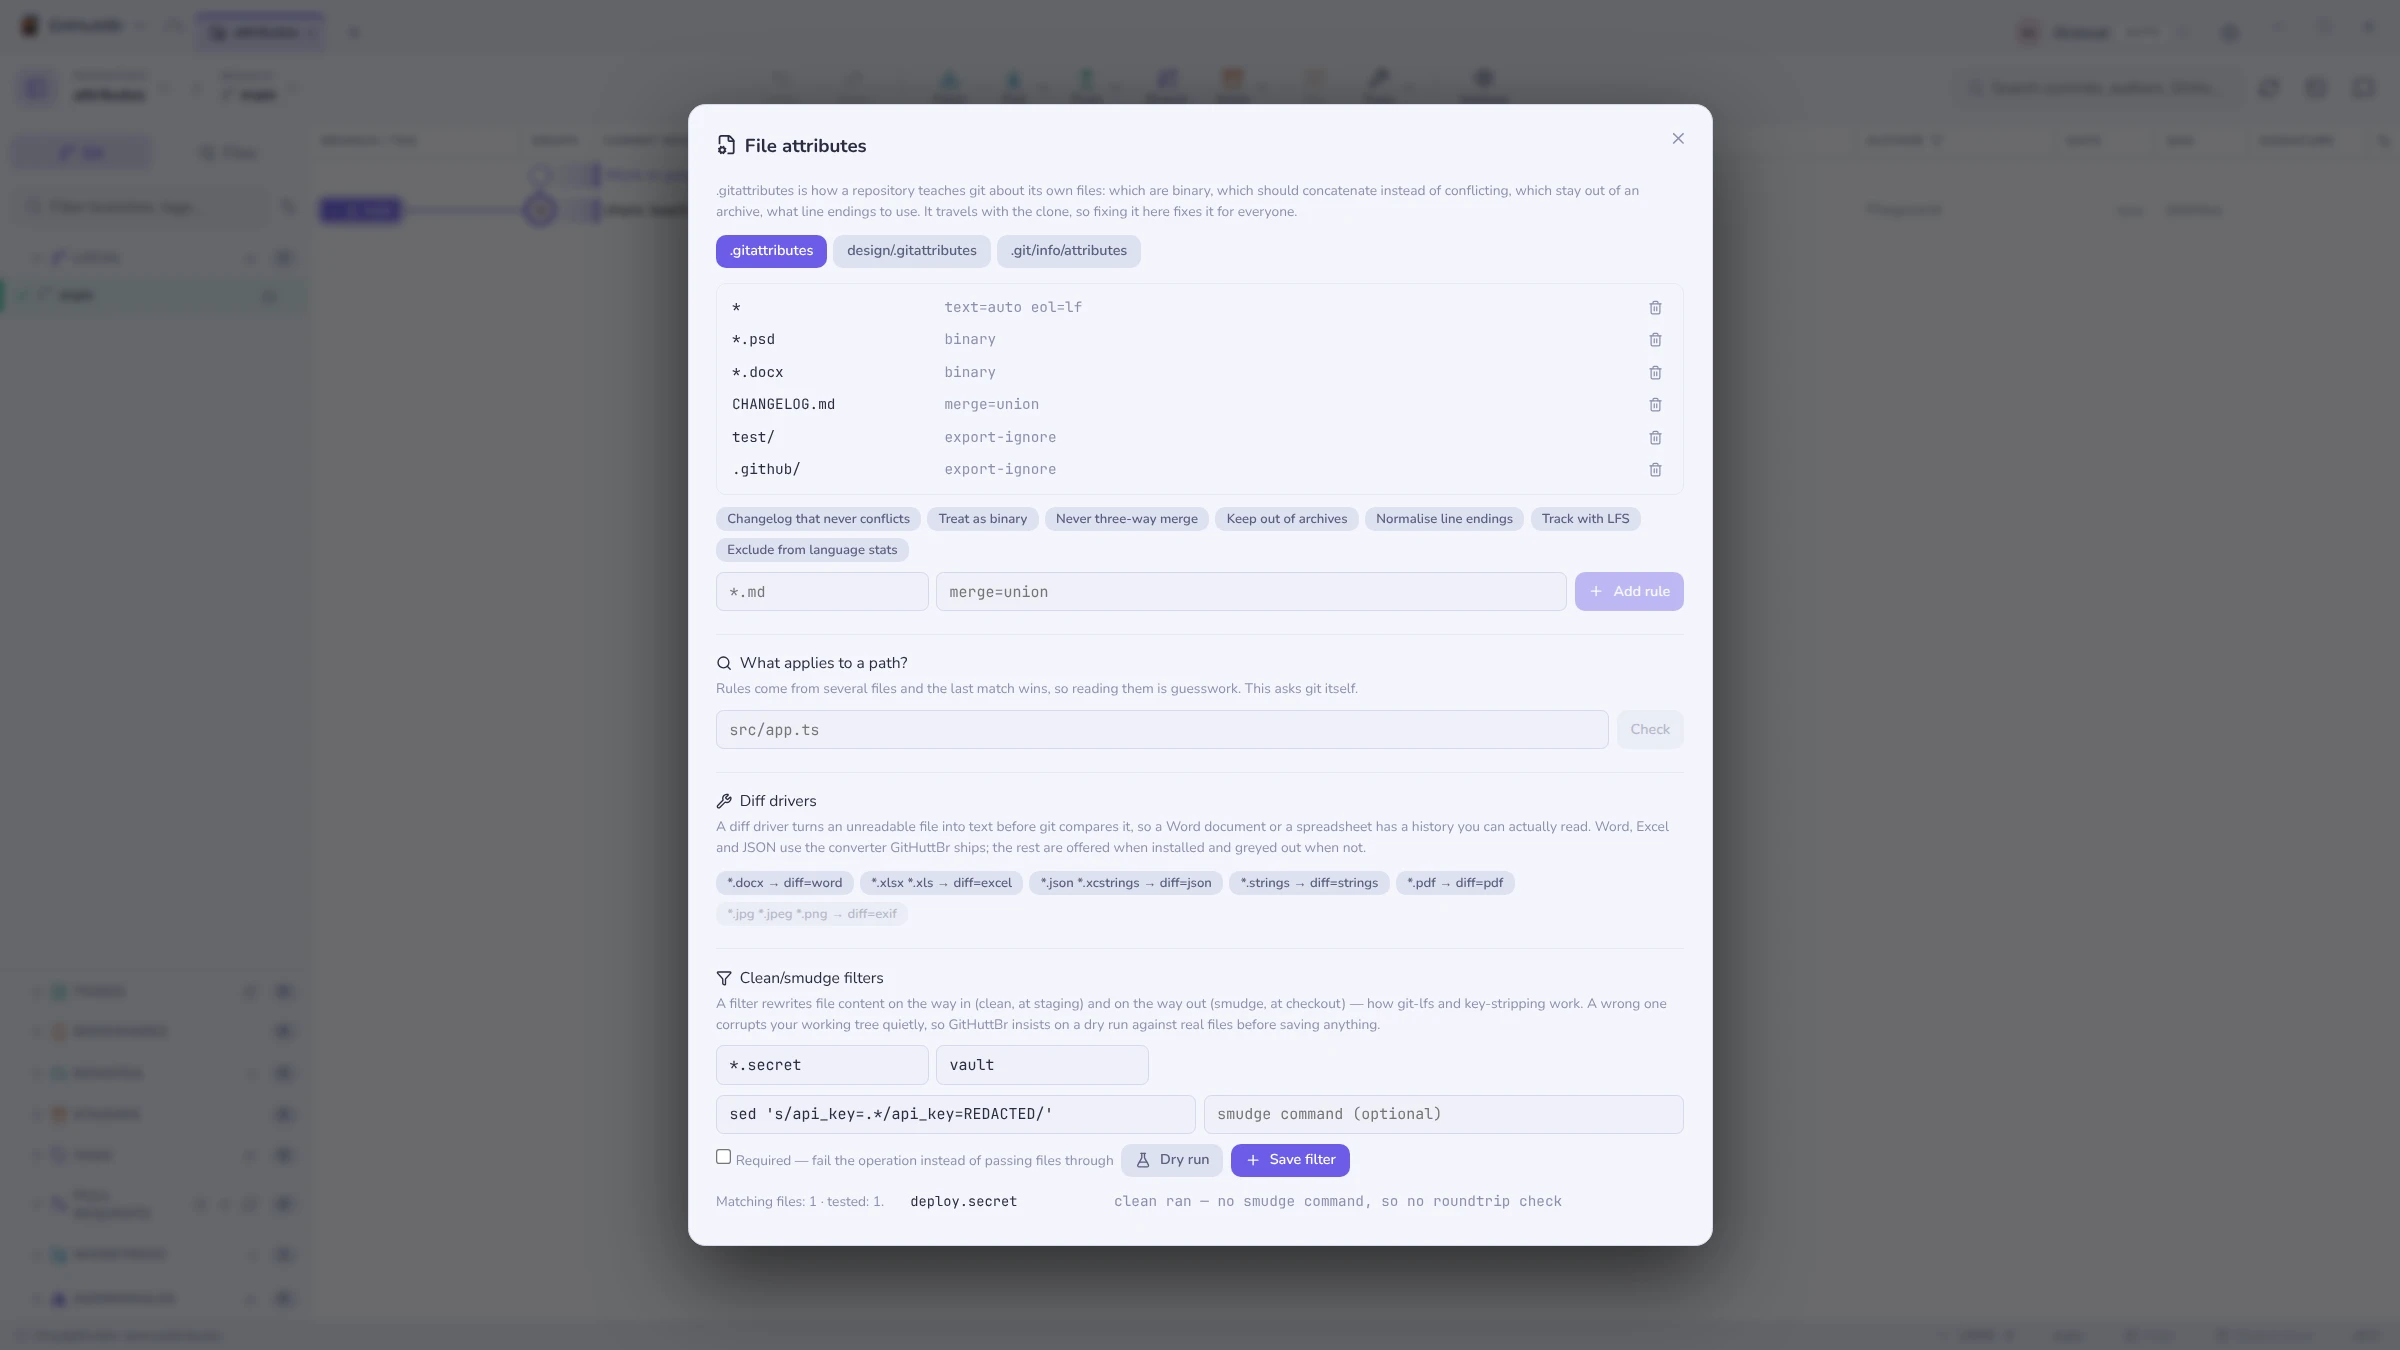 File attributes
.gitattributes is how a repository teaches git about its own files: which are binary, which should concatenate instead of conflicting, which stay out of an
archive, what line endings to use. It travels with the clone, so fixing it here fixes it for everyone.
.gitattributes design/.gitattributes .git/info/attributes
* text=auto eol=lf
*.psd binary
*.docx binary
CHANGELOG.md merge=union
test/ export-ignore
.github/ export-ignore
Changelog that never conflicts Treat as binary Never three-way merge Keep out of archives Normalise line endings Track with LFS
Exclude from language stats
*.md merge=union + Add rule
What applies to a path?
Rules come from several files and the last match wins, so reading them is guesswork. This asks git itself.
src/app.ts Check
Diff drivers
A diff driver turns an unreadable file into text before git compares it, so a Word document or a spreadsheet has a history you can actually read. Word, Excel
and JSON use the converter GitHuttBr ships; the rest are offered when installed and greyed out when not.
*.docx → diff=word *.xlsx *.xls → diff=excel *.json *.xcstrings → diff=json *.strings → diff=strings *.pdf → diff=pdf
*.jpg *.jpeg *.png → diff=exif
Clean/smudge filters
A filter rewrites file content on the way in (clean, at staging) and on the way out (smudge, at checkout) — how git-lfs and key-stripping work. A wrong one
corrupts your working tree quietly, so GitHuttBr insists on a dry run against real files before saving anything.
*.secret vault
sed 's/api_key=.*/api_key=REDACTED/' smudge command (optional)
Required — fail the operation instead of passing files through Dry run + Save filter
Matching files: 1 · tested: 1. deploy.secret clean ran — no smudge command, so no roundtrip check